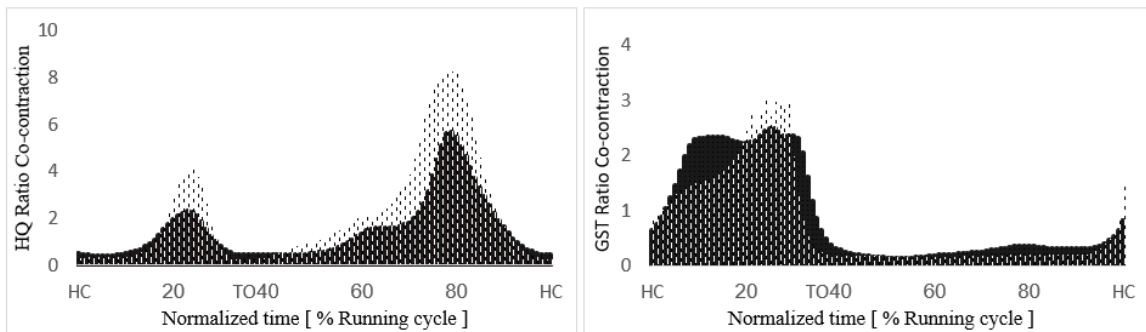 HQ Ratio Co-contraction
10
8
6
4
2
0
HC 20 TO40 60 80 HC
Normalized time [ % Running cycle ]
GST Ratio Co-contraction
4
3
2
1
0
HC 20 TO40 60 80 HC
Normalized time [ % Running cycle ]